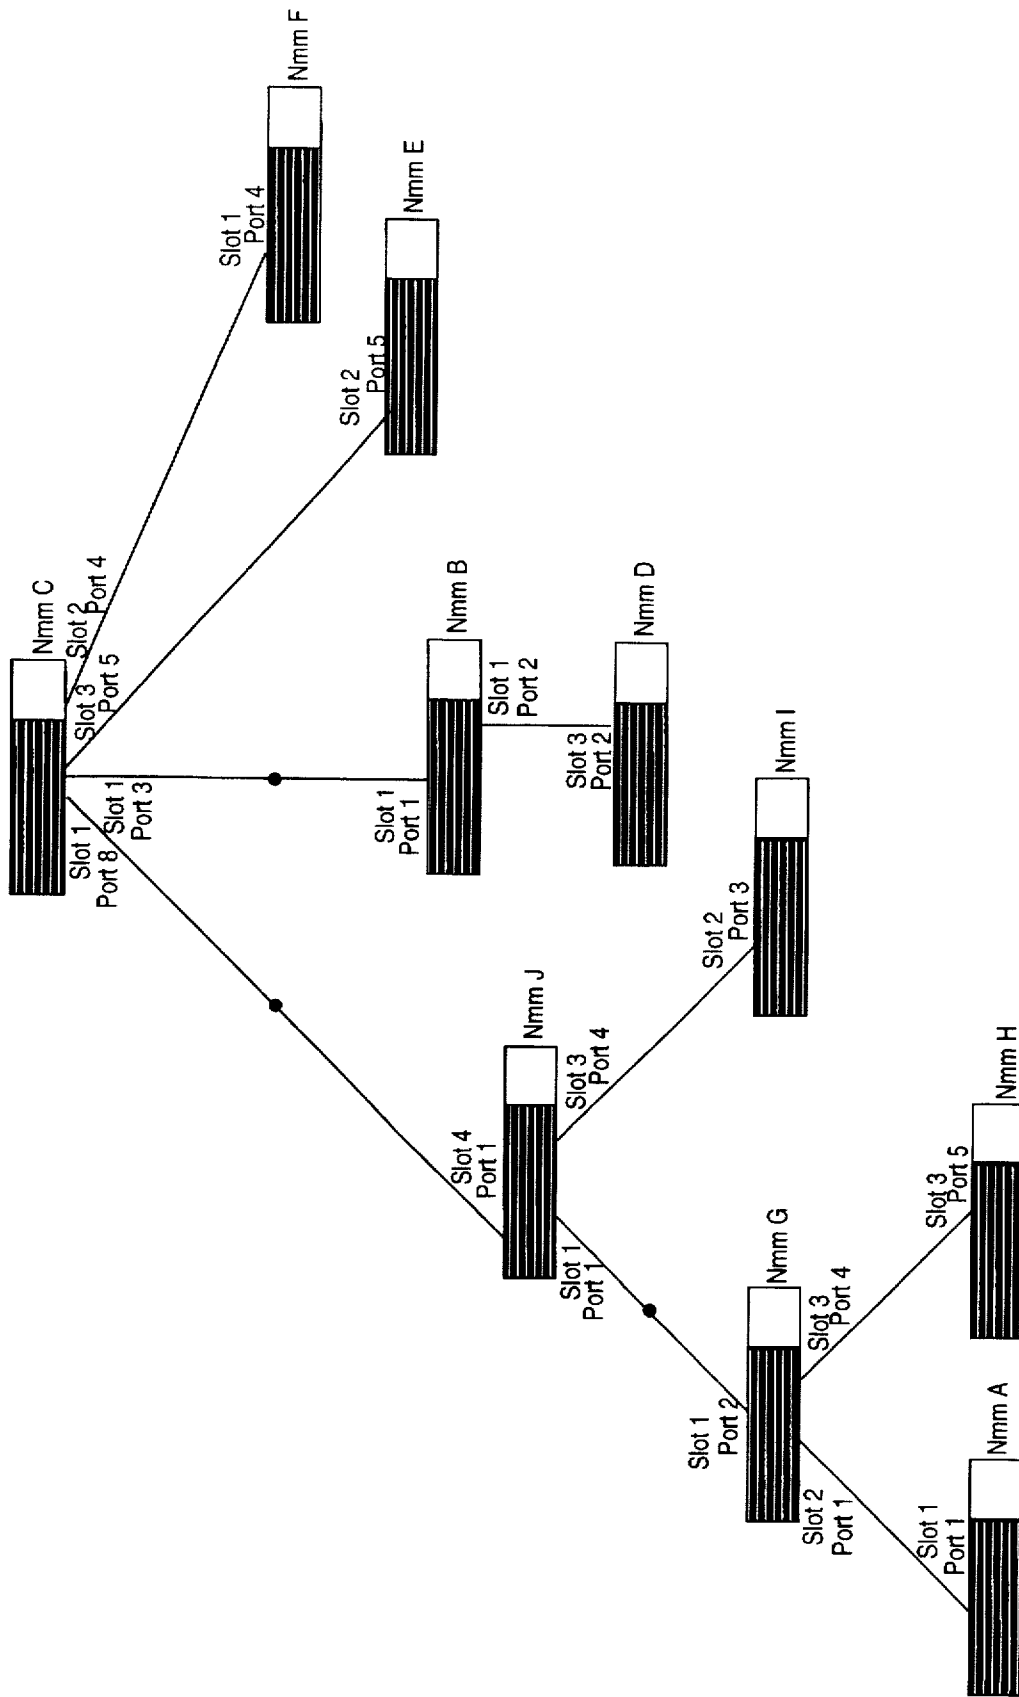 Nmm C
Slot 1
Port 8
Slot 1
Port 3
Slot 3
Port 5
Slot 2
Port 4
Slot 1
Port 4
Nmm F
Slot 2
Port 5
Nmm E
Slot 1
Port 1
Nmm B
Slot 1
Port 2
Slot 3
Port 2
Nmm D
Slot 4
Port 1
Nmm J
Slot 1
Port 1
Slot 3
Port 4
Slot 2
Port 3
Nmm I
Slot 1
Port 2
Nmm G
Slot 2
Port 1
Slot 3
Port 4
Slot 1
Port 1
Nmm A
Slot 3
Port 5
Nmm H